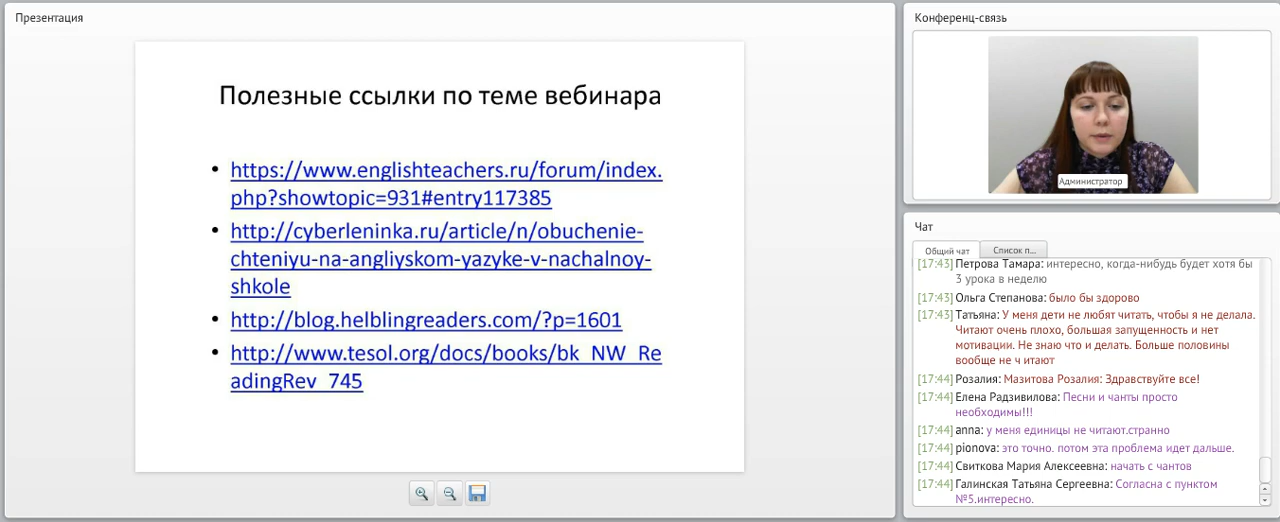 Презентация
Полезные ссылки по теме вебинара
https://www.englishteachers.ru/forum/index.
php?showtopic=931#entry117385
http://cyberleninka.ru/article/n/obuchenie-
chteniyu-na-angliyskom-yazyke-v-nachalnoy-
shkole
http://blog.helblingreaders.com/?p=1601
http://www.tesol.org/docs/books/bk_NW_Re
adingRev_745
Конференц-связь
Администратор
Чат
Общий чат
Список п...
[17:43] Петрова Тамара: интересно, когда-нибудь будет хотя бы
3 урока в неделю
[17:43] Ольга Степанова: было бы здорово
[17:43] Татьяна: У меня дети не любят читать, чтобы я не делала.
Читают очень плохо, большая запущенность и нет
мотивации. Не знаю что и делать. Больше половины
вообще не ч итают
[17:44] Розалия: Мазитова Розалия: Здравствуйте все!
[17:44] Елена Радзивилова: Песни и чанты просто
необходимы!!!
[17:44] anna: у меня единицы не читают.странно
[17:44] pionova: это точно. потом эта проблема идет дальше.
[17:44] Свиткова Мария Алексеевна: начать с чантов
[17:44] Галинская Татьяна Сергеевна: Согласна с пунктом
№5.интересно.